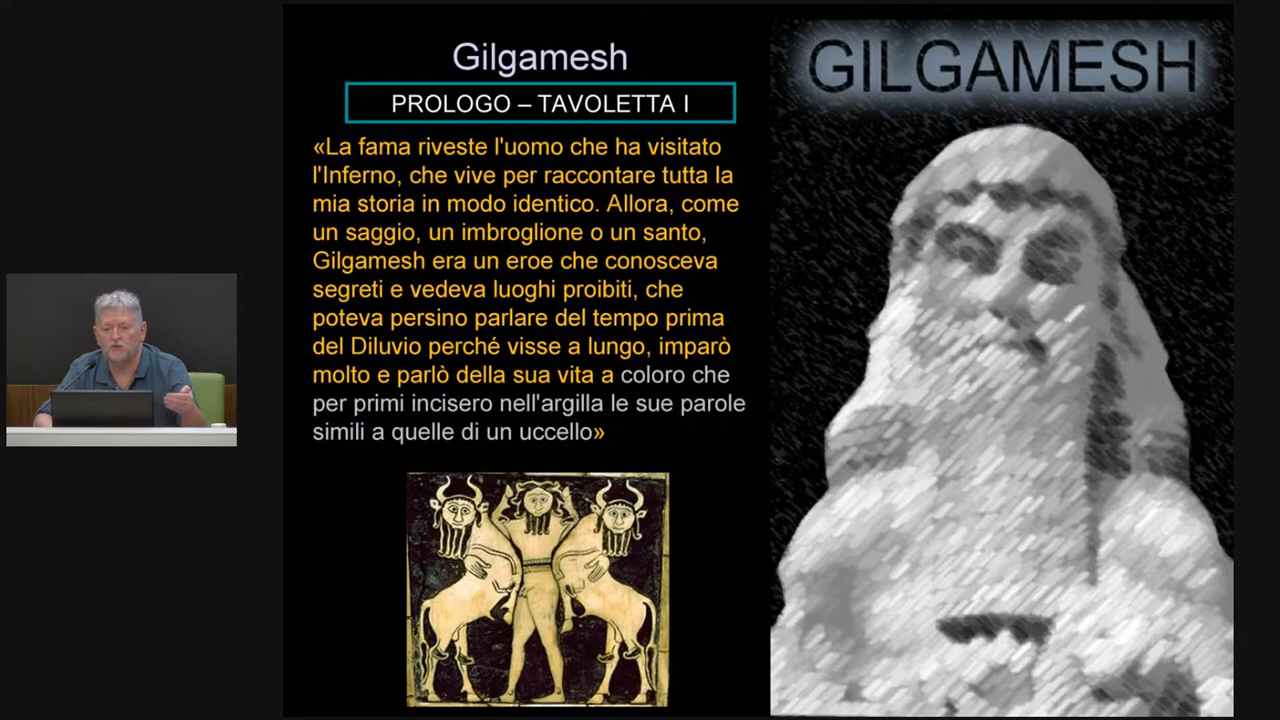 Gilgamesh
PROLOGO – TAVOLETTA I
«La fama riveste l'uomo che ha visitato
l'Inferno, che vive per raccontare tutta la
mia storia in modo identico. Allora, come
un saggio, un imbroglione o un santo,
Gilgamesh era un eroe che conosceva
segreti e vedeva luoghi proibiti, che
poteva persino parlare del tempo prima
del Diluvio perché visse a lungo, imparò
molto e parlò della sua vita a coloro che
per primi incisero nell'argilla le sue parole
simili a quelle di un uccello»
GILGAMESH